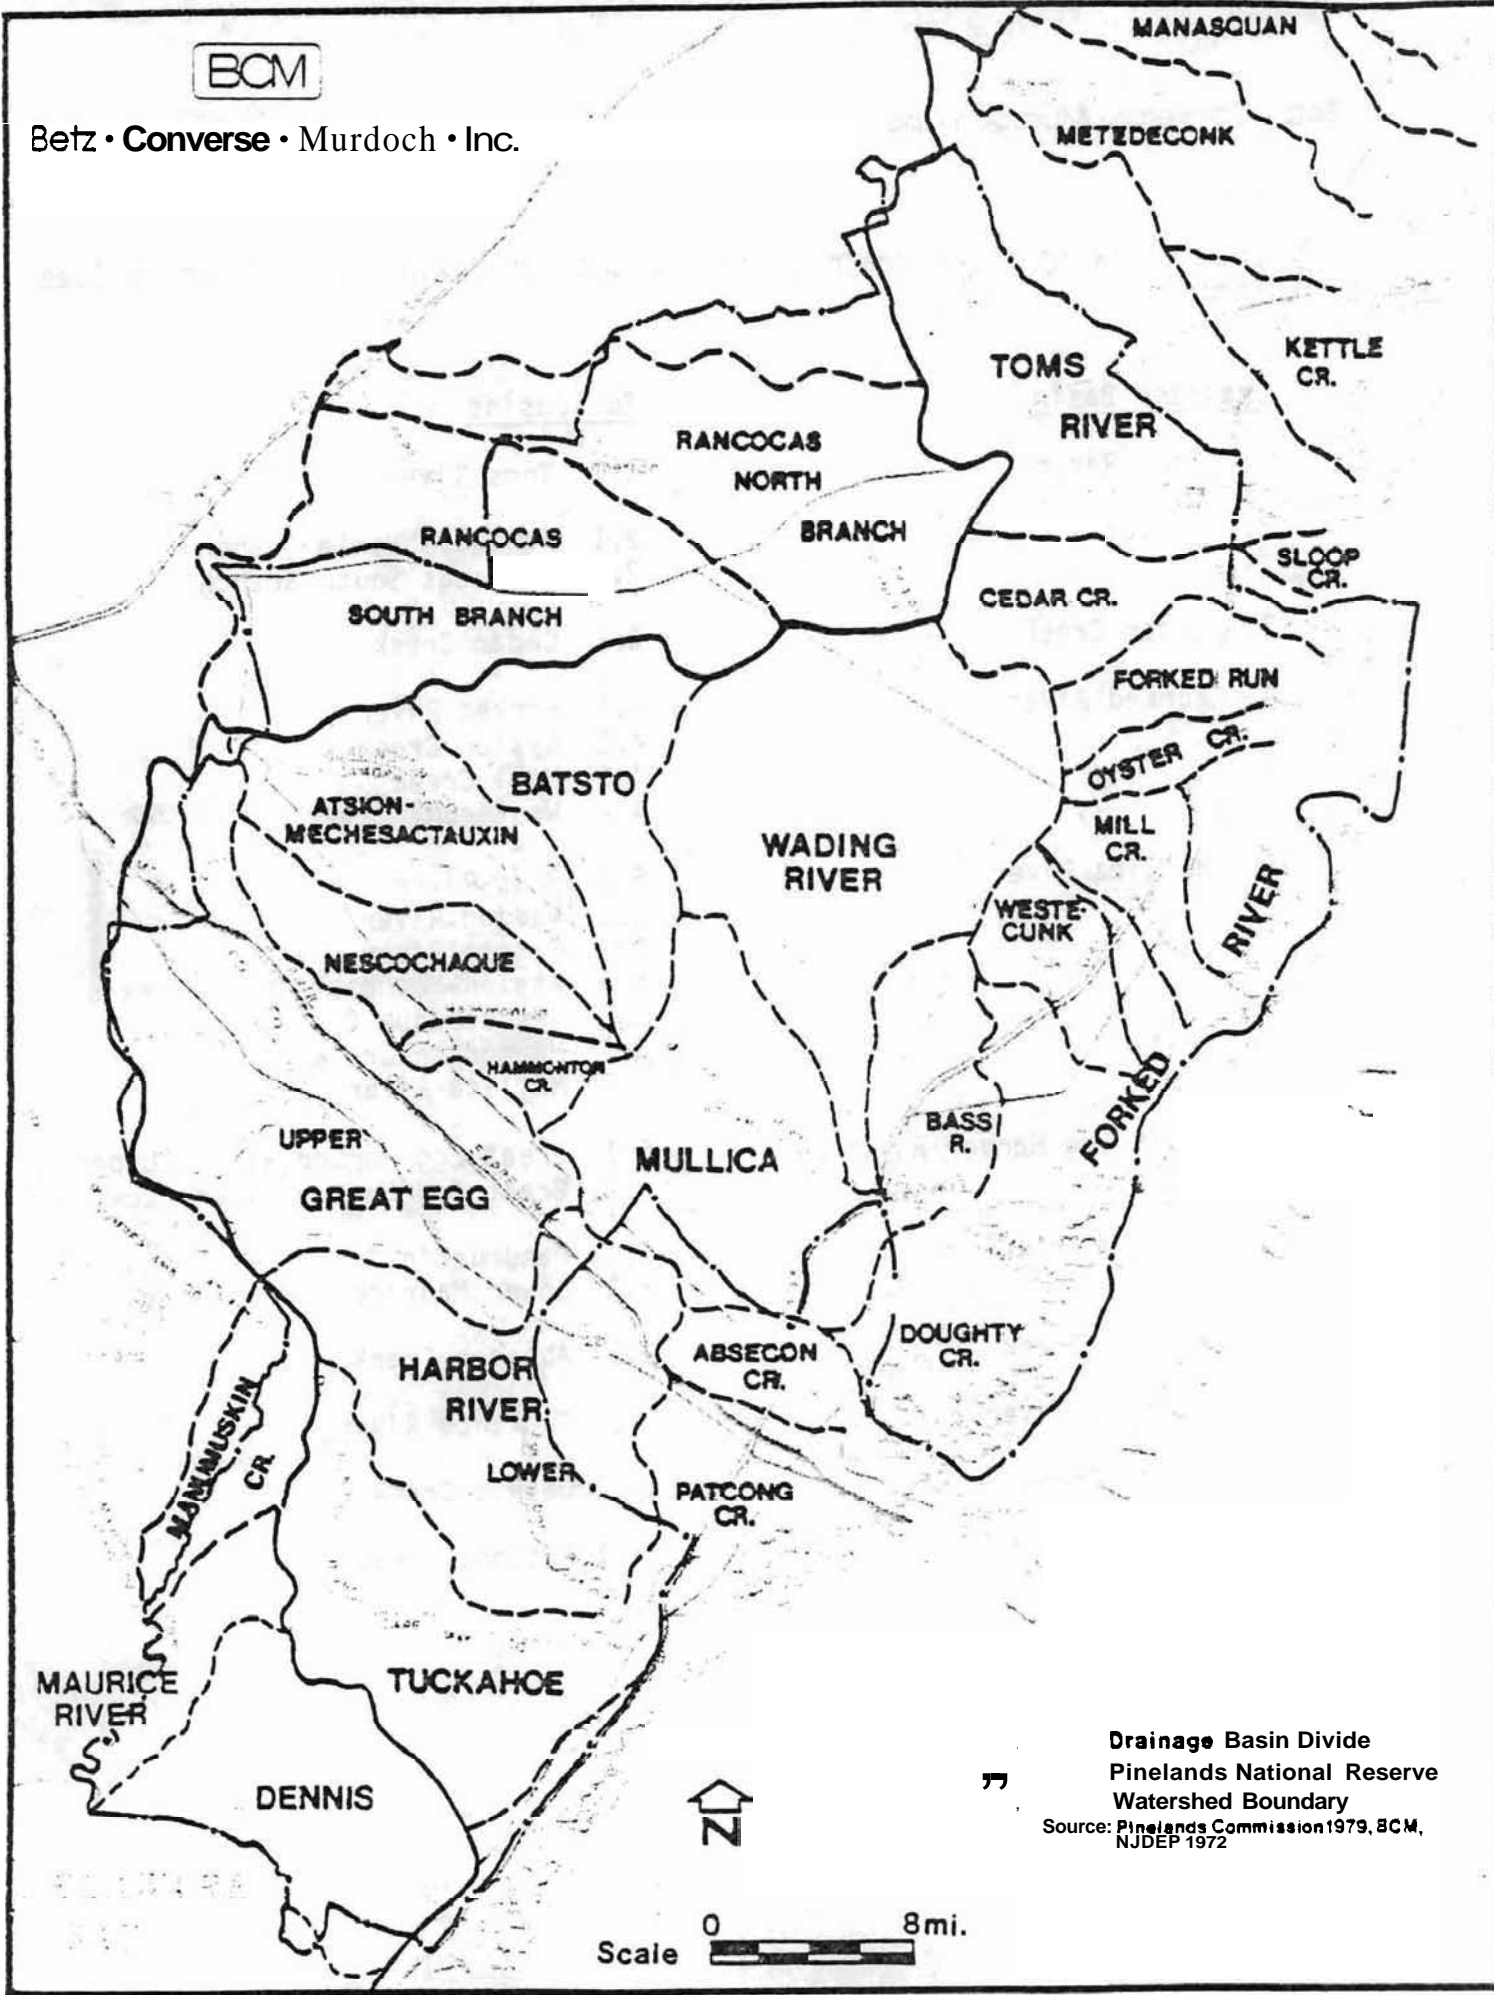 BCM
Betz • Converse • Murdoch • Inc.
MANASQUAN
METEDECONK
KETTLE
CR.
TOMS
RIVER
RANCOCAS
NORTH
BRANCH
RANCOCAS
SOUTH BRANCH
SLOOP
CR.
CEDAR CR.
FORKED RUN
OYSTER CR.
MILL
CR.
BATSTO
ATSION-
MECHESACTAUXIN
WADING
RIVER
WESTE-
CUNK
FORKED RIVER
NESCOCHAQUE
HAMMONTON
CR.
BASS
R.
UPPER
GREAT EGG
MULLICA
DOUGHTY
CR.
ABSECON
CR.
HARBOR
RIVER
LOWER
MANUMUSKIN
CR.
PATCONG
CR.
MAURICE
RIVER
TUCKAHOE
DENNIS
Drainage Basin Divide
Pinelands National Reserve
Watershed Boundary
Source: Pinelands Commission 1979, BCM,
NJDEP 1972
N
0 8mi.
Scale